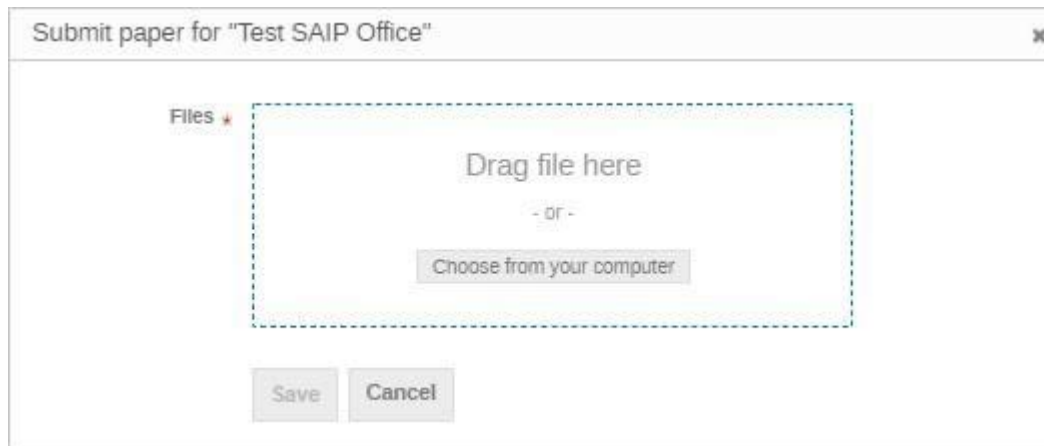 Submit paper for "Test SAIP Office"
Files *
Drag file here
- or -
Choose from your computer
Save Cancel